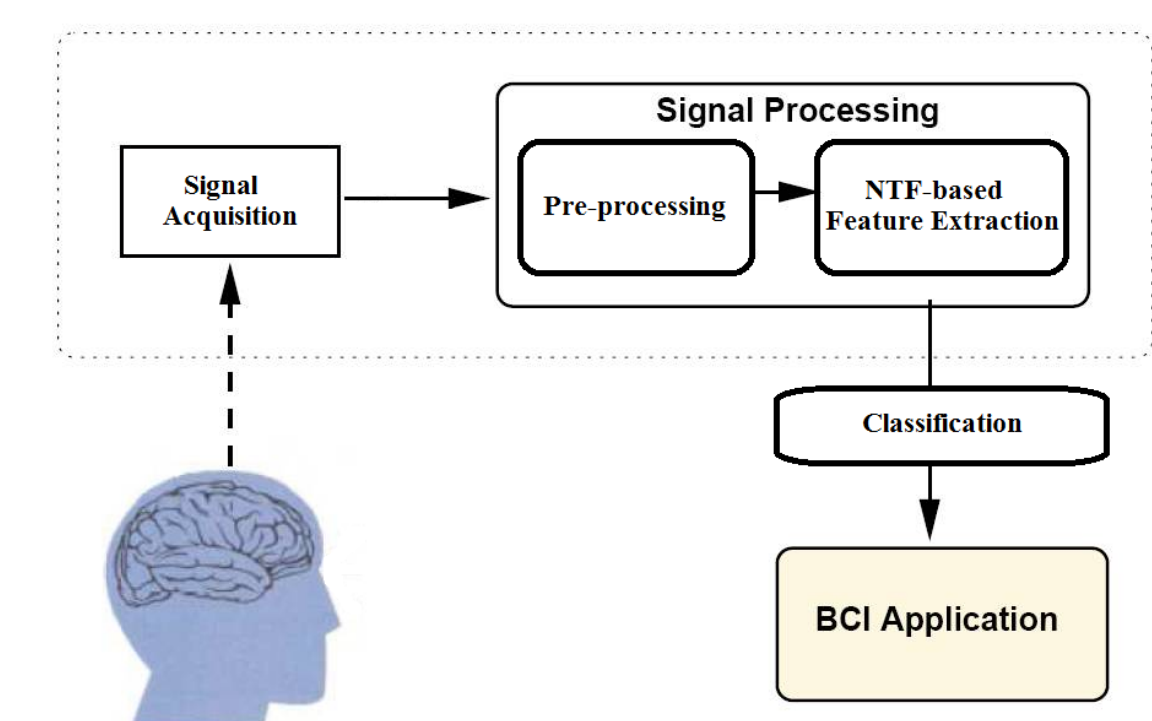 Signal Processing
Signal
Acquisition
Pre-processing
NTF-based
Feature Extraction
Classification
BCI Application